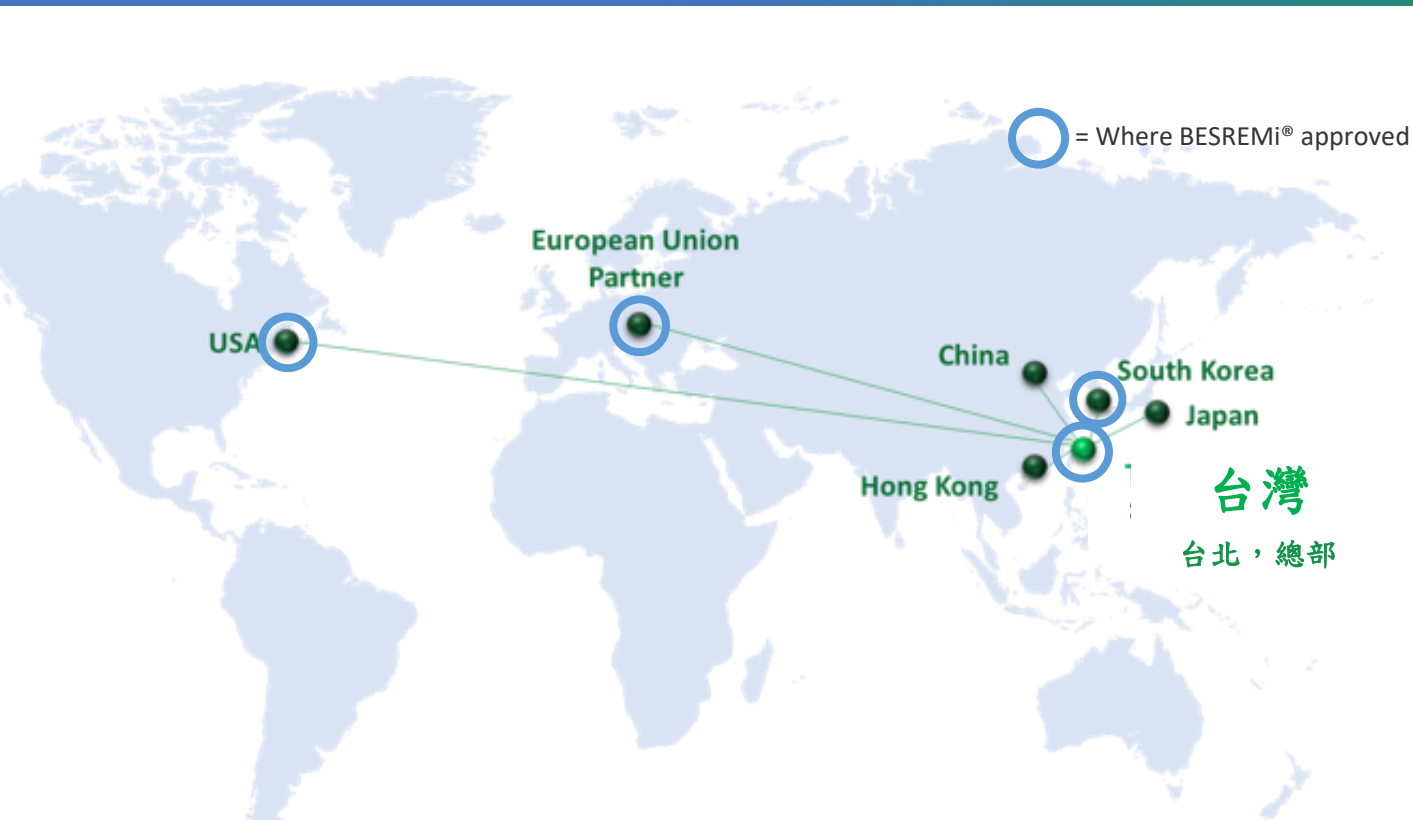 = Where BESREMi® approved
European Union
Partner
USA
China
South Korea
Japan
Hong Kong
台灣
台北，總部